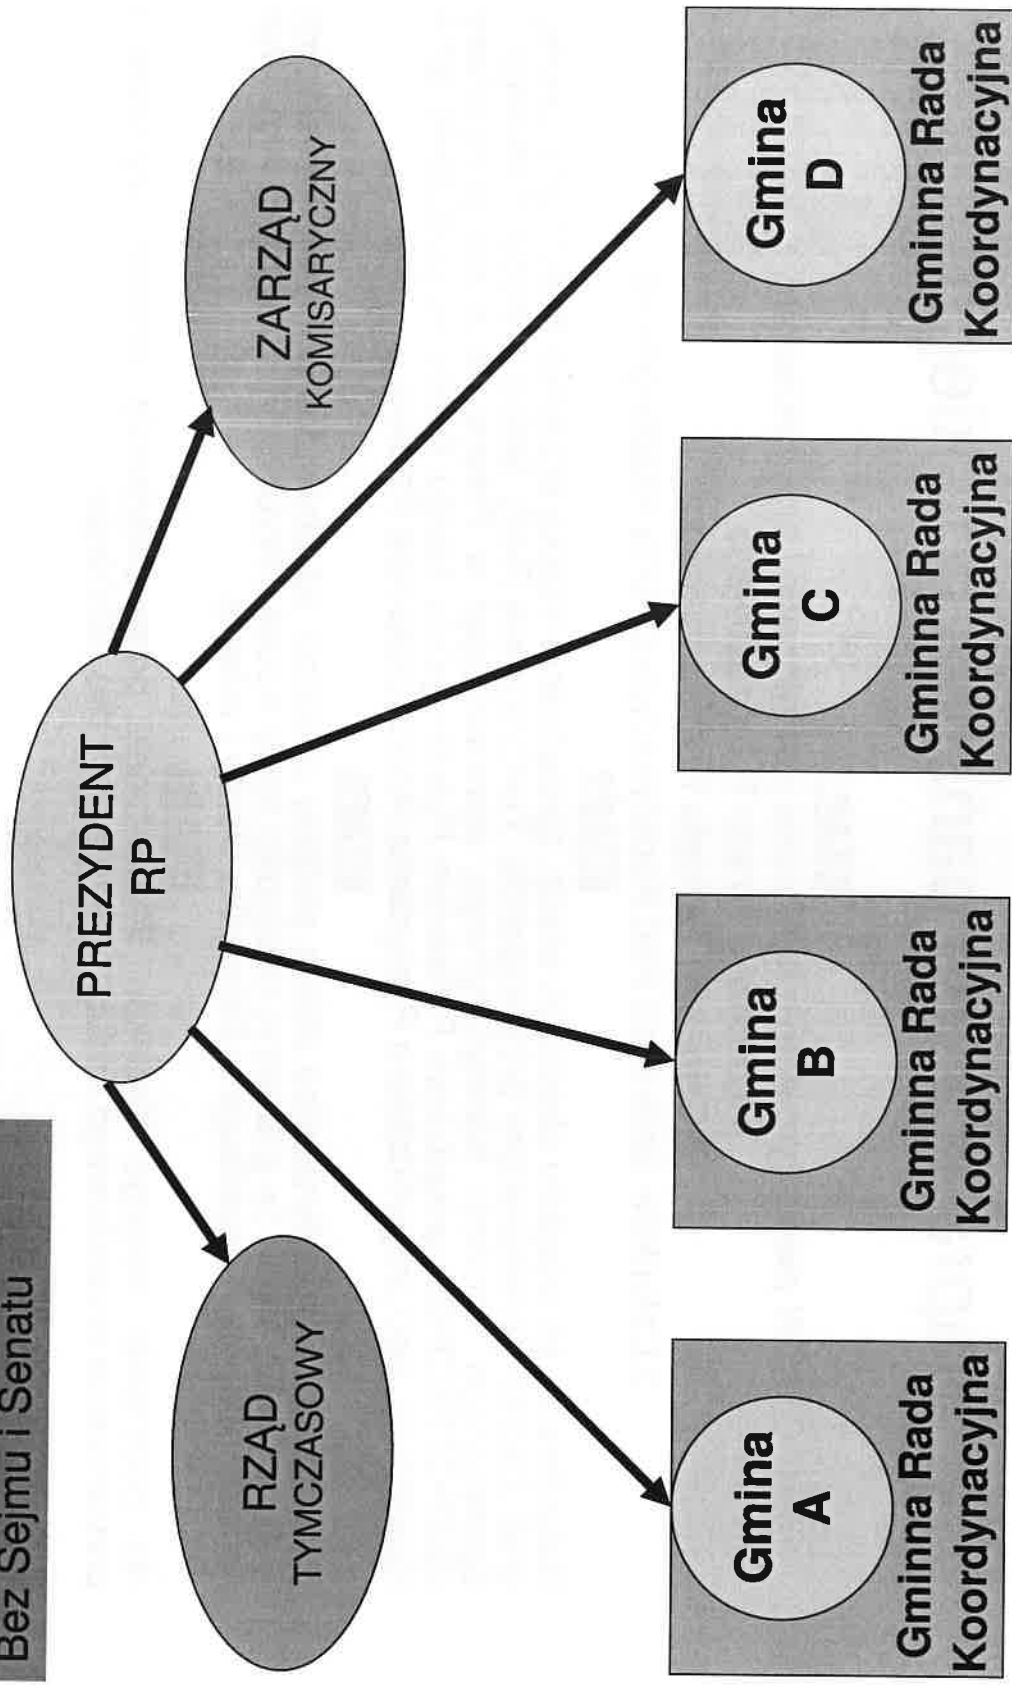 Bez Sejmu i Senatu
PREZYDENT
RP
RZĄD
TYMCZASOWY
ZARZĄD
KOMISARYCZNY
Gmina
A
Gminna Rada
Koordynacyjna
Gmina
B
Gminna Rada
Koordynacyjna
Gmina
C
Gminna Rada
Koordynacyjna
Gmina
D
Gminna Rada
Koordynacyjna